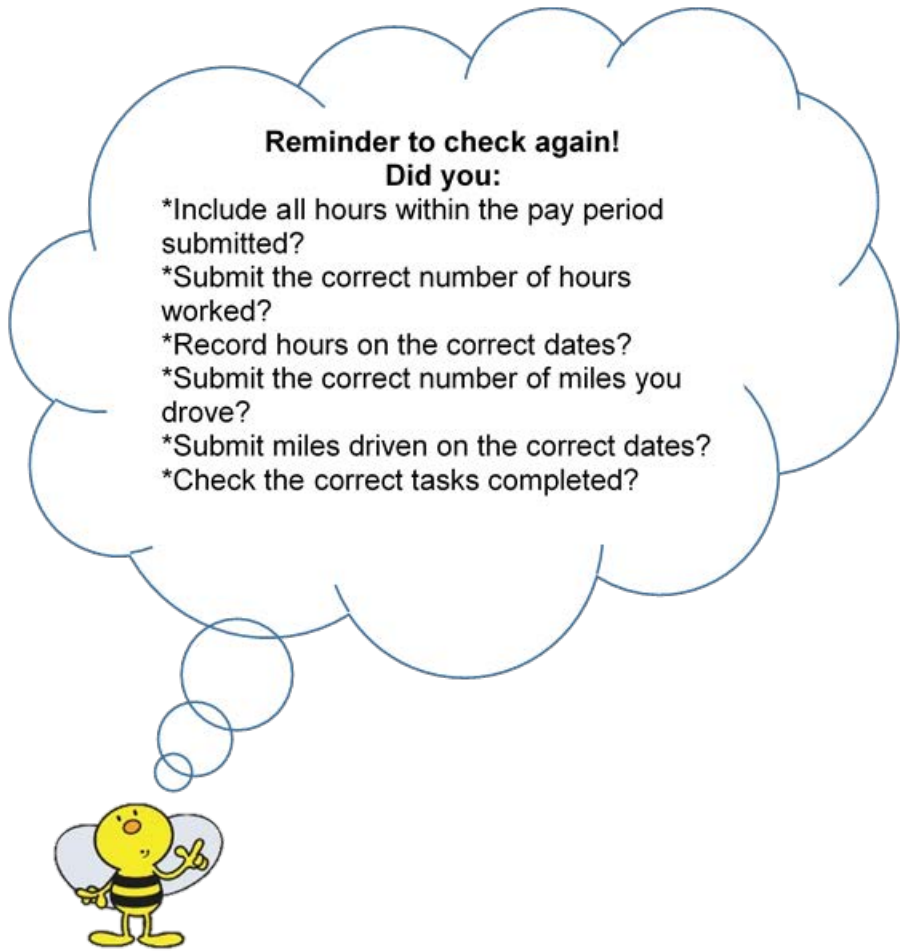 Reminder to check again!
Did you:
*Include all hours within the pay period
submitted?
*Submit the correct number of hours
worked?
*Record hours on the correct dates?
*Submit the correct number of miles you
drove?
*Submit miles driven on the correct dates?
*Check the correct tasks completed?